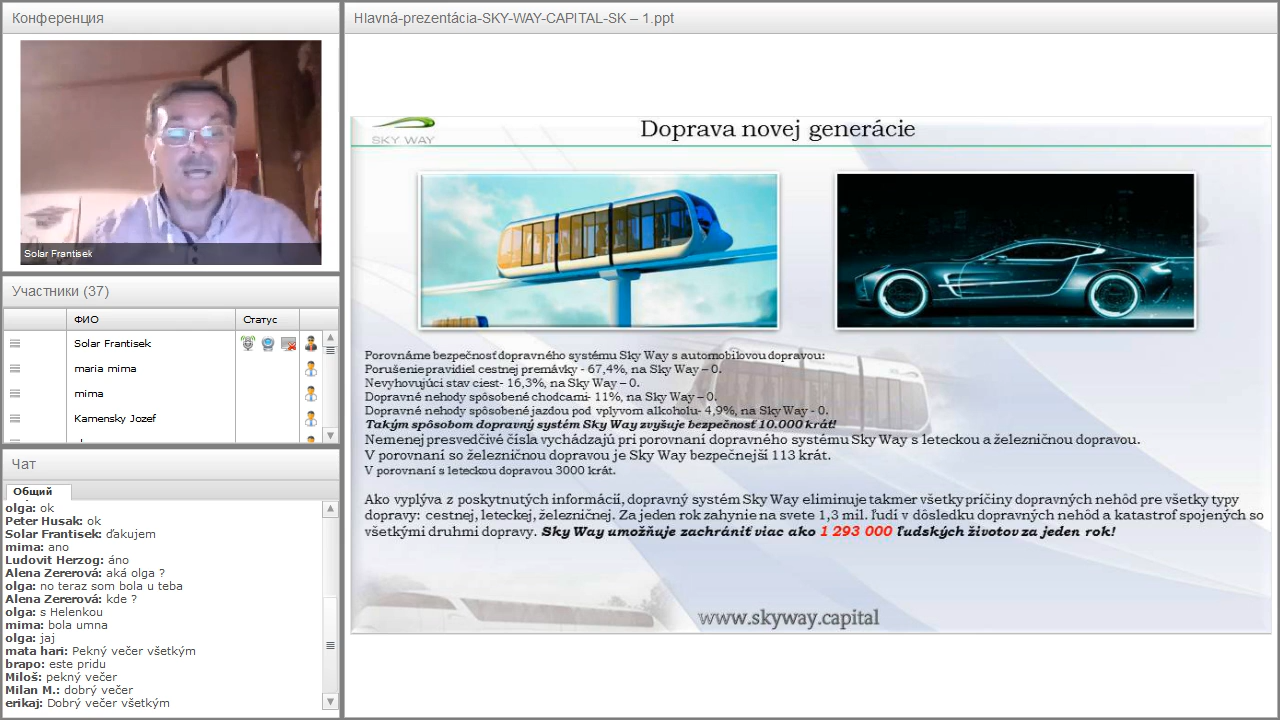 Конференция
Solar Frantisek
Участники (37)
ФИО
Статус
Solar Frantisek
maria mima
mima
Kamensky Jozef
Чат
Общий
olga: ok
Peter Husak: ok
Solar Frantisek: ďakujem
mima: ano
Ludovit Herzog: áno
Alena Zererová: aká olga ?
olga: no teraz som bola u teba
Alena Zererová: kde ?
olga: s Helenkou
mima: bola umna
olga: jaj
mata hari: Pekný večer všetkým
brapo: este pridu
Miloš: pekný večer
Milan M.: dobrý večer
erikaj: Dobrý večer všetkým
Hlavná-prezentácia-SKY-WAY-CAPITAL-SK – 1.ppt
SKY WAY
Doprava novej generácie
Porovnáme bezpečnosť dopravného systému Sky Way s automobilovou dopravou:
Porušenie pravidiel cestnej premávky - 67,4%, na Sky Way – 0.
Nevyhovujúci stav ciest- 16,3%, na Sky Way – 0.
Dopravné nehody spôsobené chodcami- 11%, na Sky Way – 0.
Dopravné nehody spôsobené jazdou pod vplyvom alkoholu- 4,9%, na Sky Way - 0.
Takým spôsobom dopravný systém Sky Way zvyšuje bezpečnosť 10.000 krát!
Nemenej presvedčivé čísla vychádzajú pri porovnaní dopravného systému Sky Way s leteckou a železničnou dopravou.
V porovnaní so železničnou dopravou je Sky Way bezpečnejší 113 krát.
V porovnaní s leteckou dopravou 3000 krát.
Ako vyplýva z poskytnutých informácií, dopravný systém Sky Way eliminuje takmer všetky príčiny dopravných nehôd pre všetky typy
dopravy: cestnej, leteckej, železničnej. Za jeden rok zahynie na svete 1,3 mil. ľudí v dôsledku dopravných nehôd a katastrof spojených so
všetkými druhmi dopravy. Sky Way umožňuje zachrániť viac ako 1 293 000 ľudských životov za jeden rok!
www.skyway.capital